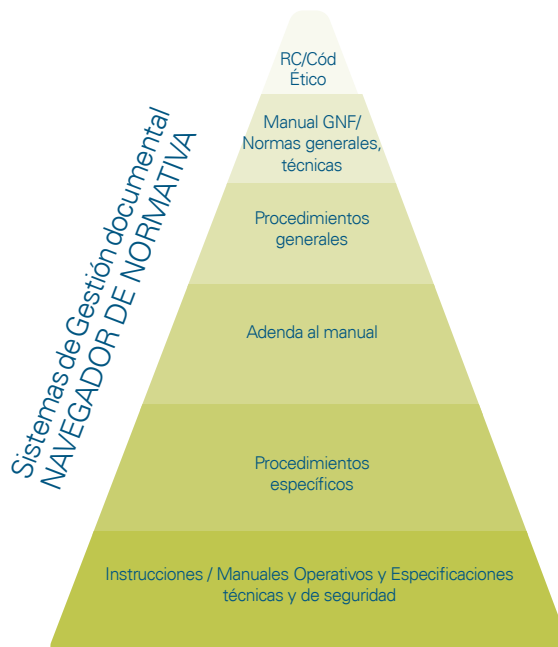 RC/Cód
Ético
Manual GNF/
Normas generales,
técnicas
Procedimientos
generales
Adenda al manual
Procedimientos
específicos
Instrucciones / Manuales Operativos y Especificaciones
técnicas y de seguridad
Sistemas de Gestión documental
NAVEGADOR DE NORMATIVA